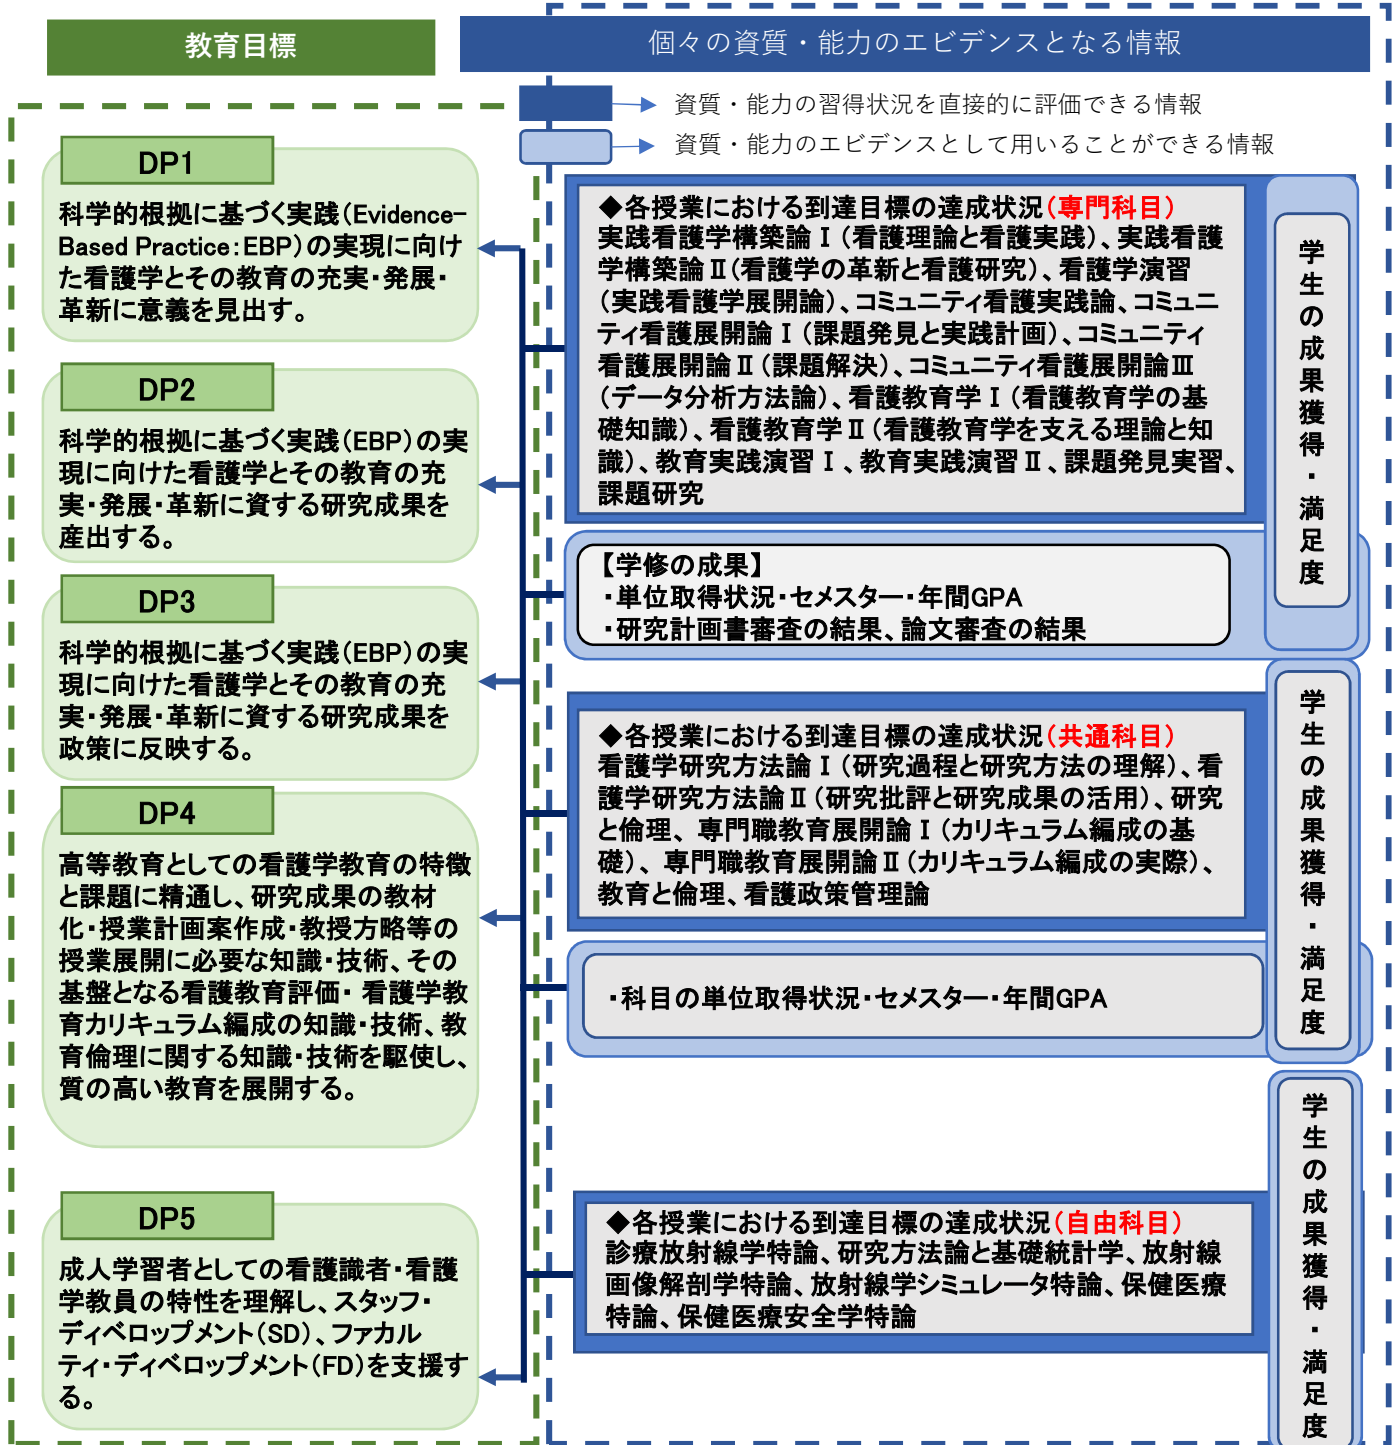 教育目標
個々の資質・能力のエビデンスとなる情報
資質・能力の習得状況を直接的に評価できる情報
資質・能力のエビデンスとして用いることができる情報
DP1
科学的根拠に基づく実践（Evidence-
Based Practice：EBP）の実現に向け
た看護学とその教育の充実・発展・
革新に意義を見出す。
DP2
科学的根拠に基づく実践（EBP）の実
現に向けた看護学とその教育の充
実・発展・革新に資する研究成果を
産出する。
DP3
科学的根拠に基づく実践（EBP）の実
現に向けた看護学とその教育の充
実・発展・革新に資する研究成果を
政策に反映する。
DP4
高等教育としての看護学教育の特徴
と課題に精通し、研究成果の教材
化・授業計画案作成・教授方略等の
授業展開に必要な知識・技術、その
基盤となる看護教育評価・ 看護学教
育カリキュラム編成の知識・技術、教
育倫理に関する知識・技術を駆使し、
質の高い教育を展開する。
DP5
成人学習者としての看護識者・看護
学教員の特性を理解し、スタッフ・
ディベロップメント（SD）、ファカル
ティ・ディベロップメント（FD）を支援す
る。
◆各授業における到達目標の達成状況（専門科目）
実践看護学構築論Ⅰ（看護理論と看護実践）、実践看護
学構築論Ⅱ（看護学の革新と看護研究）、看護学演習
（実践看護学展開論）、コミュニティ看護実践論、コミュニ
ティ看護展開論Ⅰ（課題発見と実践計画）、コミュニティ
看護展開論Ⅱ（課題解決）、コミュニティ看護展開論Ⅲ
（データ分析方法論）、看護教育学Ⅰ（看護教育学の基
礎知識）、看護教育学Ⅱ（看護教育学を支える理論と知
識）、教育実践演習Ⅰ、教育実践演習Ⅱ、課題発見実習、
課題研究
【学修の成果】
・単位取得状況・セメスター・年間GPA
・研究計画書審査の結果、論文審査の結果
学生の成果獲得・満足度
◆各授業における到達目標の達成状況（共通科目）
看護学研究方法論Ⅰ（研究過程と研究方法の理解）、看
護学研究方法論Ⅱ（研究批評と研究成果の活用）、研究
と倫理、 専門職教育展開論Ⅰ（カリキュラム編成の基
礎）、 専門職教育展開論Ⅱ（カリキュラム編成の実際）、
教育と倫理、看護政策管理論
・科目の単位取得状況・セメスター・年間GPA
学生の成果獲得・満足度
◆各授業における到達目標の達成状況（自由科目）
診療放射線学特論、研究方法論と基礎統計学、放射線
画像解剖学特論、放射線学シミュレータ特論、保健医療
特論、保健医療安全学特論
学生の成果獲得・満足度